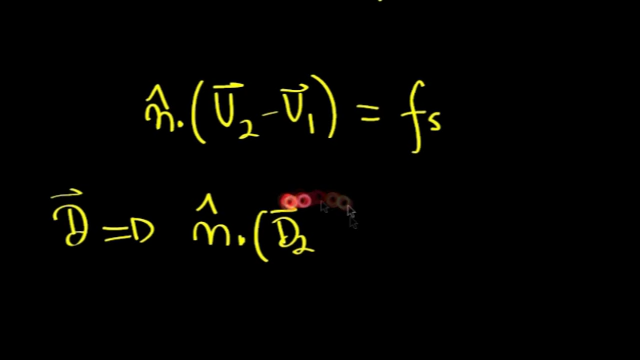 n̂.(U⃗₂ - U⃗₁) = fs
D⃗ => n̂.(D⃗₂